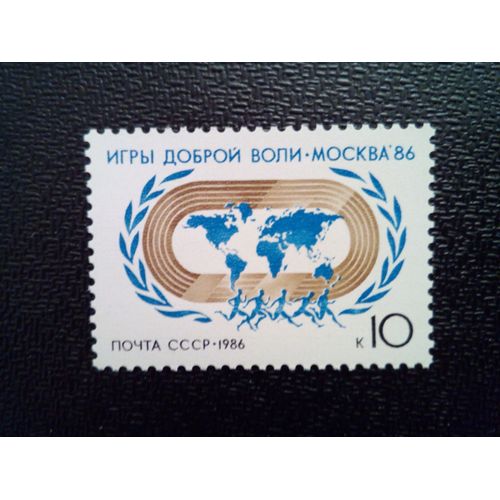 ИГРЫ ДОБРОЙ ВОЛИ·МОСКВА'86
ПОЧТА СССР·1986
К 10